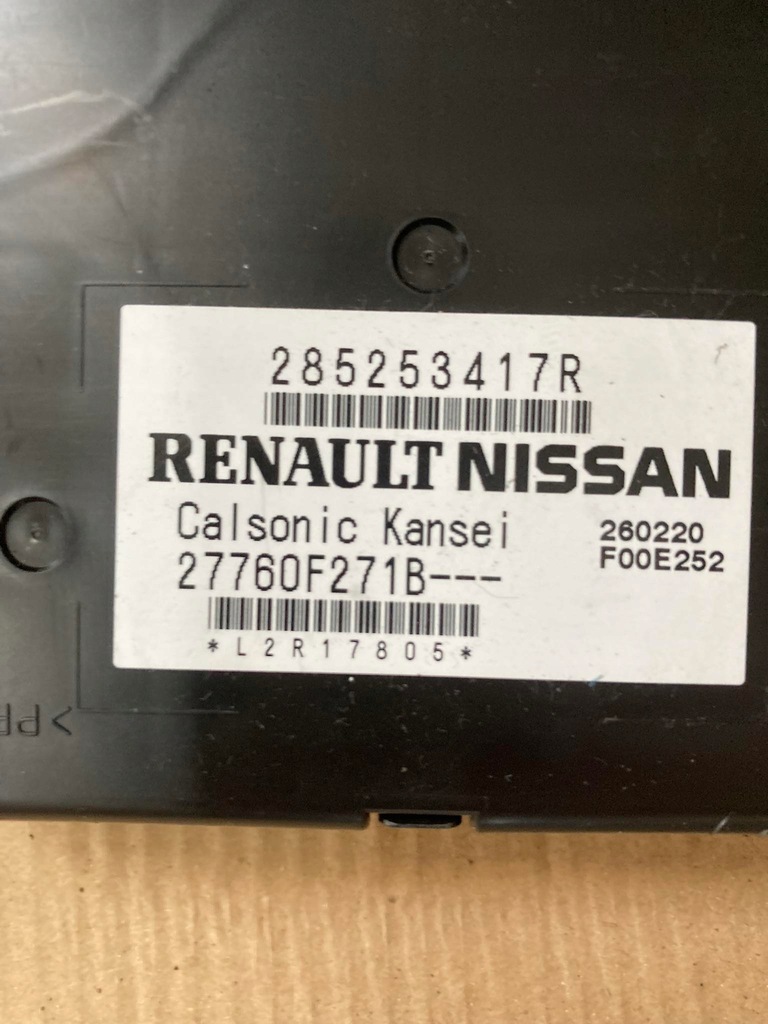 285253417R
RENAULT NISSAN
Calsonic Kansei 260220
27760F271B--- F00E252
*L2R17805*